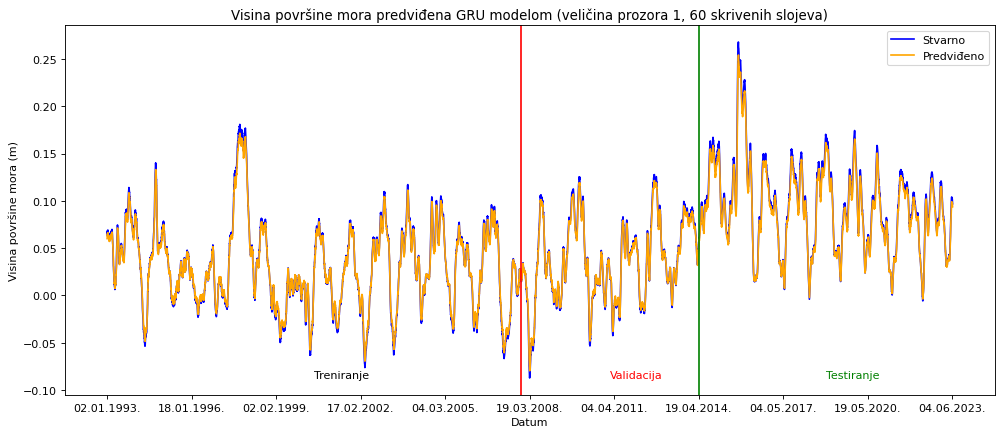 Visina površine mora predviđena GRU modelom (veličina prozora 1, 60 skrivenih slojeva)
Stvarno
Predviđeno
Visina površine mora (m)
0.25
0.20
0.15
0.10
0.05
0.00
−0.05
−0.10
Treniranje
Validacija
Testiranje
02.01.1993.
18.01.1996.
02.02.1999.
17.02.2002.
04.03.2005.
19.03.2008.
04.04.2011.
19.04.2014.
04.05.2017.
19.05.2020.
04.06.2023.
Datum